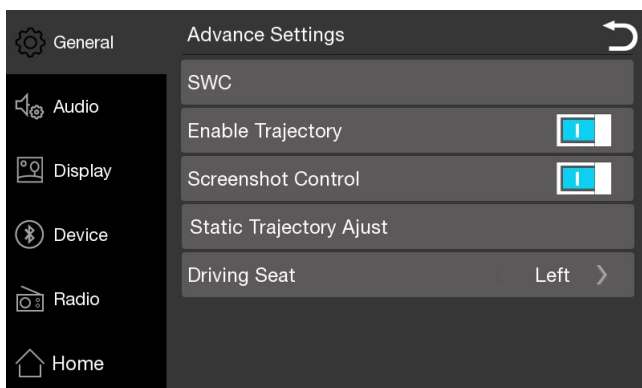 General
Audio
Display
Device
Radio
Home
Advance Settings
SWC
Enable Trajectory
Screenshot Control
Static Trajectory Ajust
Driving Seat Left